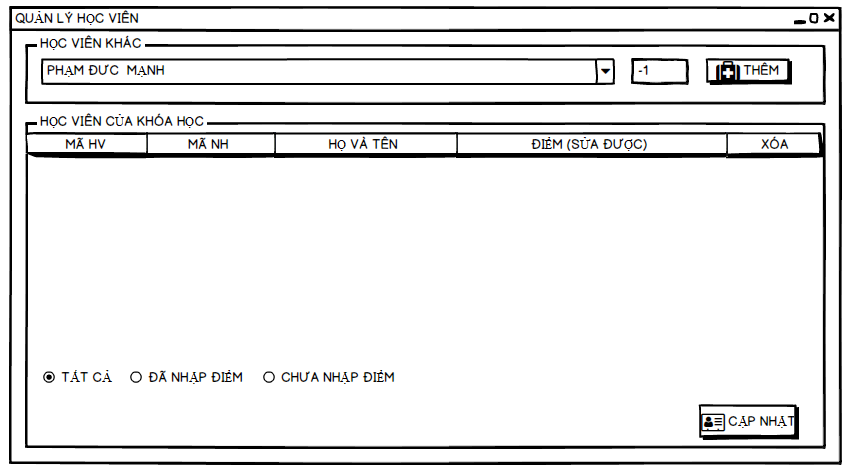 QUẢN LÝ HỌC VIÊN
HỌC VIÊN KHÁC
PHẠM ĐƯC MẠNH
-1
THÊM
HỌC VIÊN CỦA KHÓA HỌC
MÃ HV MÃ NH HỌ VÀ TÊN ĐIỂM (SỬA ĐƯỢC) XÓA
TẤT CẢ ĐÃ NHẬP ĐIỂM CHƯA NHẬP ĐIỂM
CẬP NHẬT